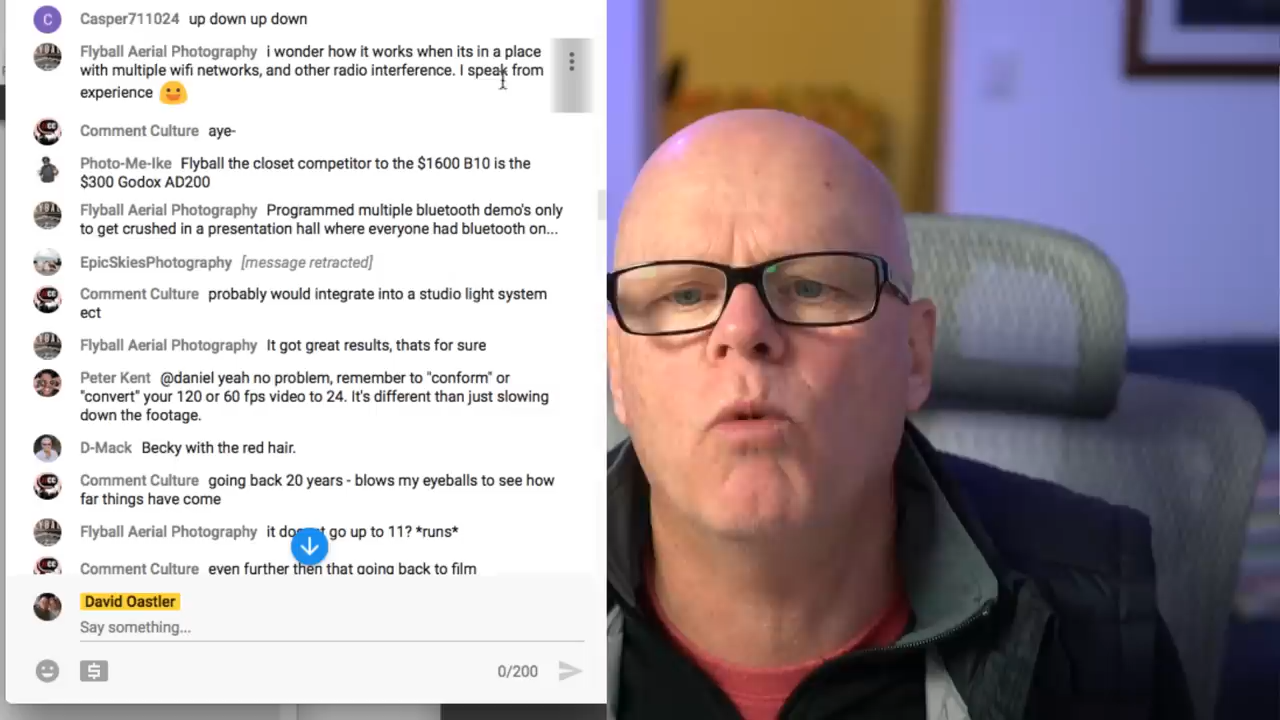 C
Casper711024 up down up down
Flyball Aerial Photography i wonder how it works when its in a place
with multiple wifi networks, and other radio interference. I speak from
experience
Comment Culture aye-
Photo-Me-Ike Flyball the closet competitor to the $1600 B10 is the
$300 Godox AD200
Flyball Aerial Photography Programmed multiple bluetooth demo's only
to get crushed in a presentation hall where everyone had bluetooth on...
EpicSkiesPhotography [message retracted]
Comment Culture probably would integrate into a studio light system
ect
Flyball Aerial Photography It got great results, thats for sure
Peter Kent @daniel yeah no problem, remember to "conform" or
"convert" your 120 or 60 fps video to 24. It's different than just slowing
down the footage.
D-Mack Becky with the red hair.
Comment Culture going back 20 years - blows my eyeballs to see how
far things have come
Flyball Aerial Photography it go up to 11? *runs*
Comment Culture even further then that going back to film
David Oastler
Say something...
0/200